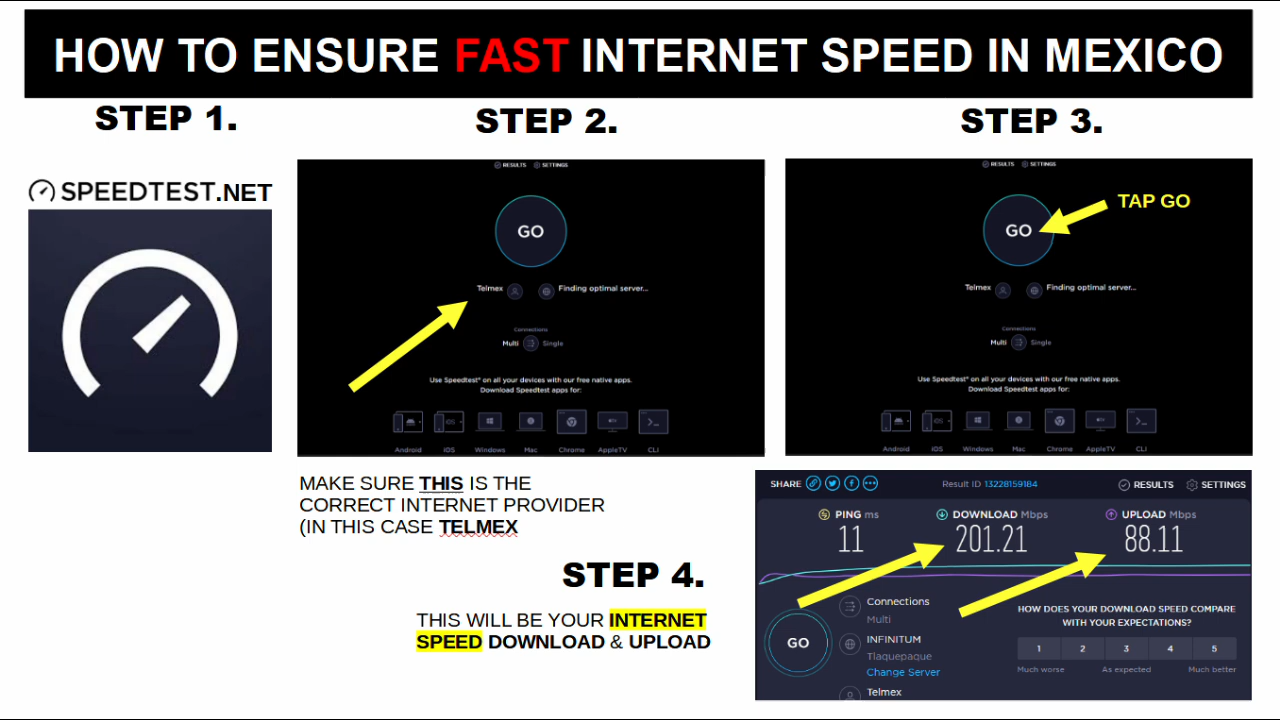 HOW TO ENSURE FAST INTERNET SPEED IN MEXICO
STEP 1.
SPEEDTEST.NET
STEP 2.
RESULTS SETTINGS
GO
Telmex Finding optimal server...
Connections
Multi Single
Use Speedtest® on all your devices with our free native apps.
Download Speedtest apps for:
Android iOS Windows Mac Chrome AppleTV CLI
MAKE SURE THIS IS THE
CORRECT INTERNET PROVIDER
(IN THIS CASE TELMEX
STEP 3.
RESULTS SETTINGS
TAP GO
GO
Telmex Finding optimal server...
Connections
Multi Single
Use Speedtest® on all your devices with our free native apps.
Download Speedtest apps for:
Android iOS Windows Mac Chrome AppleTV CLI
STEP 4.
THIS WILL BE YOUR INTERNET
SPEED DOWNLOAD & UPLOAD
SHARE Result ID 13228159184 RESULTS SETTINGS
PING ms DOWNLOAD Mbps UPLOAD Mbps
11 201.21 88.11
GO
Connections
Multi
INFINITUM
Tlaquepaque
Change Server
Telmex
HOW DOES YOUR DOWNLOAD SPEED COMPARE
WITH YOUR EXPECTATIONS?
1 2 3 4 5
Much worse As expected Much better